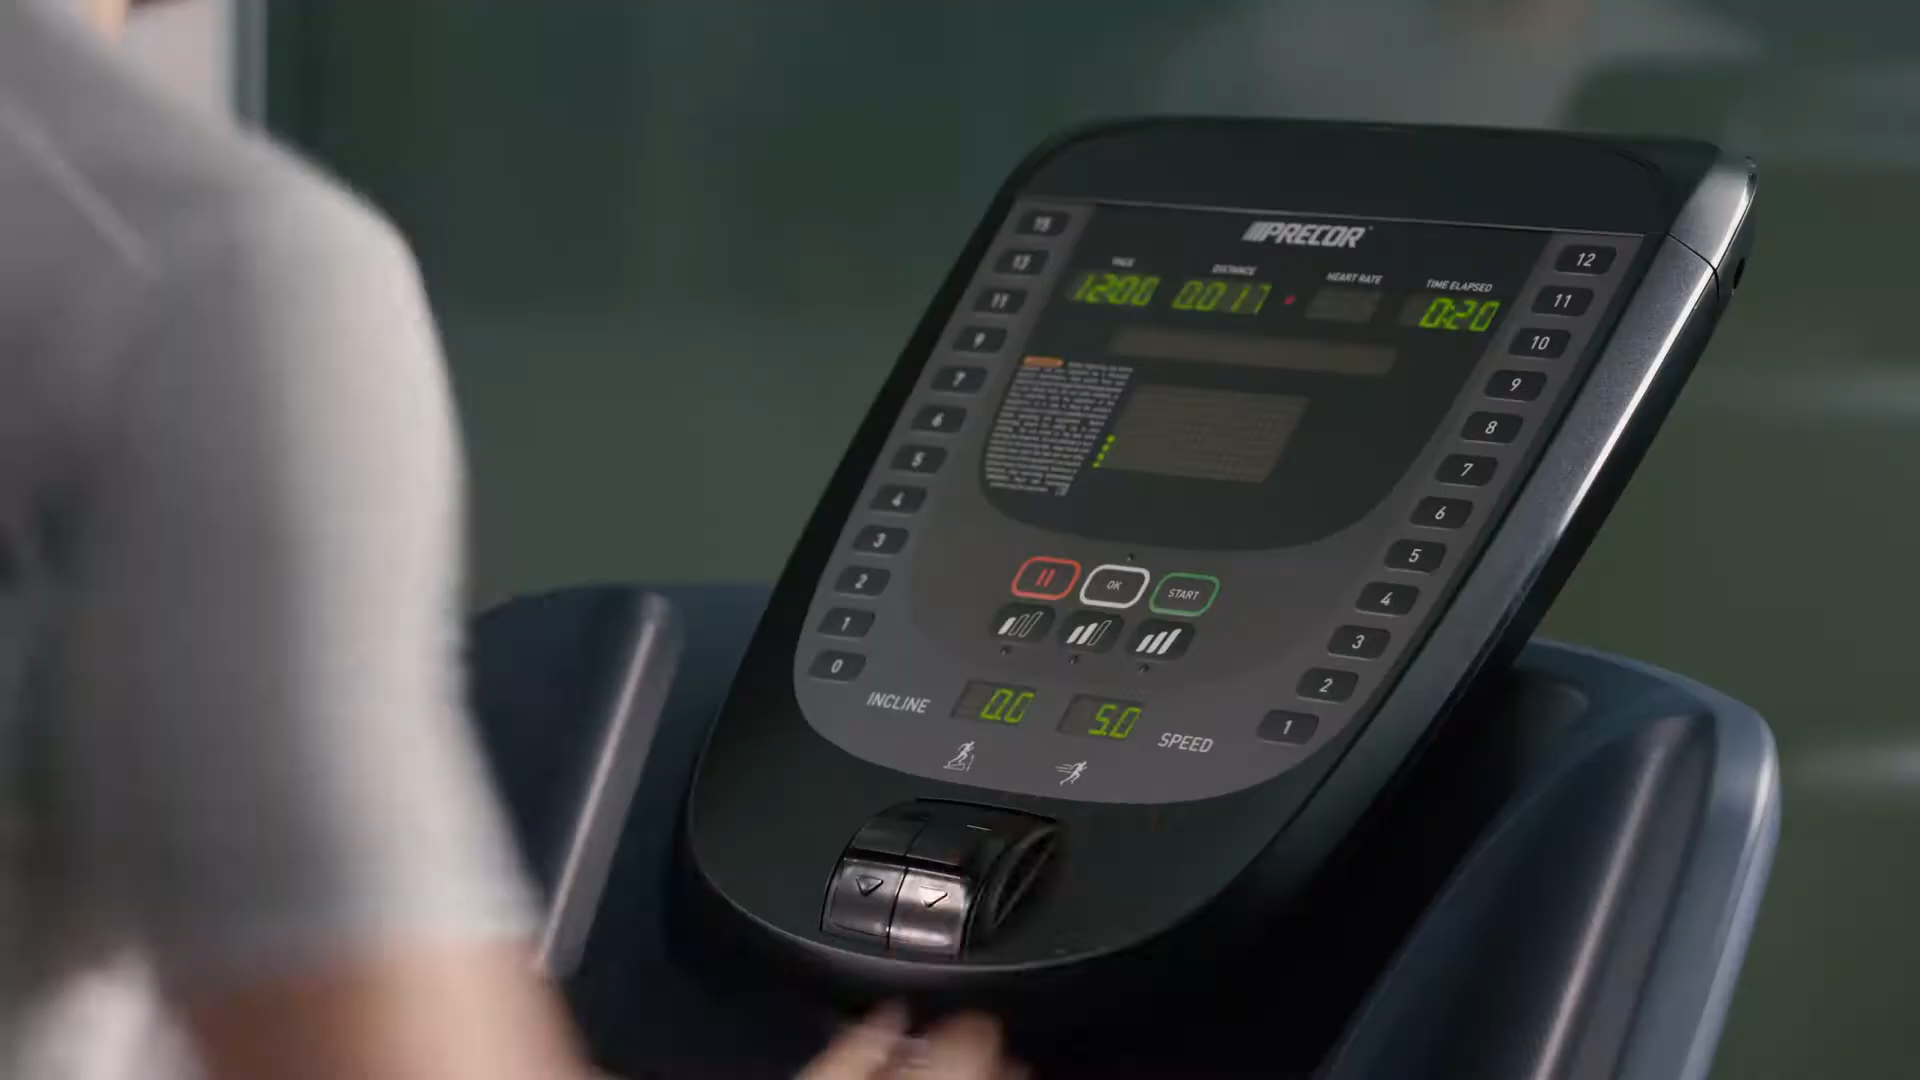 PRECOR
PACE DISTANCE HEART RATE TIME ELAPSED
12:00 0.017 0:20
15 12
13 11
11 10
9 9
7 8
6 7
5 6
4 5
3 4
2 3
1 2
0 1
OK START
INCLINE 0.0 5.0 SPEED